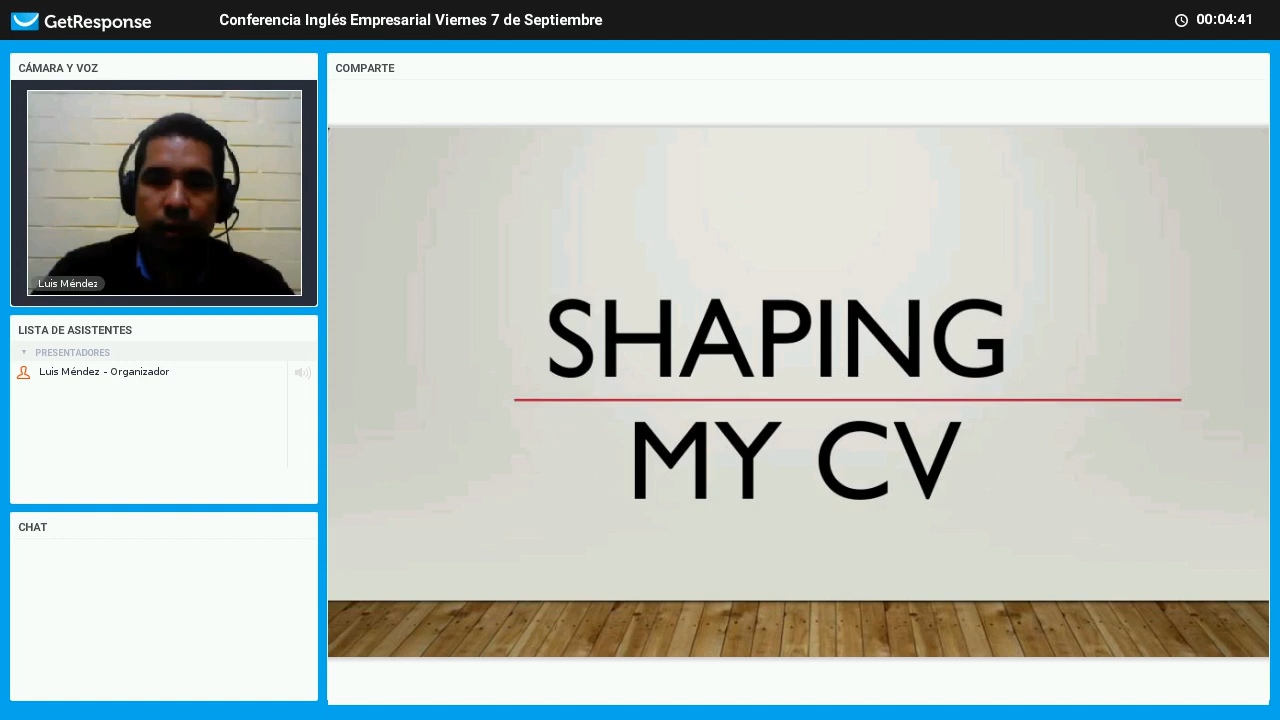 GetResponse
Conferencia Inglés Empresarial Viernes 7 de Septiembre
00:04:41
CÁMARA Y VOZ
Luis Méndez
LISTA DE ASISTENTES
PRESENTADORES
Luis Méndez - Organizador
CHAT
COMPARTE
SHAPING
MY CV